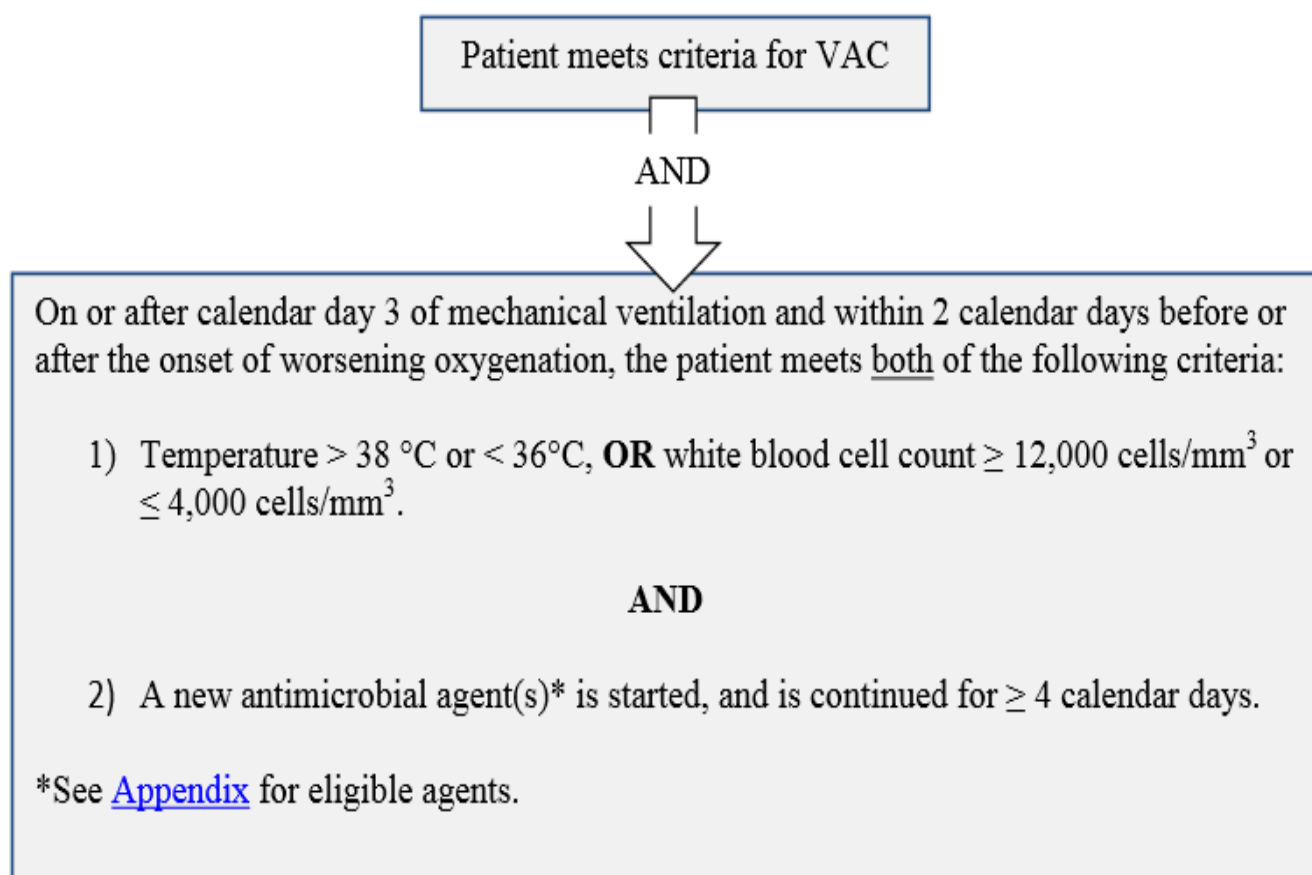 Patient meets criteria for VAC
AND
On or after calendar day 3 of mechanical ventilation and within 2 calendar days before or
after the onset of worsening oxygenation, the patient meets both of the following criteria:
1) Temperature > 38 °C or < 36°C, OR white blood cell count ≥ 12,000 cells/mm³ or
≤ 4,000 cells/mm³.
AND
2) A new antimicrobial agent(s)* is started, and is continued for ≥ 4 calendar days.
*See Appendix for eligible agents.